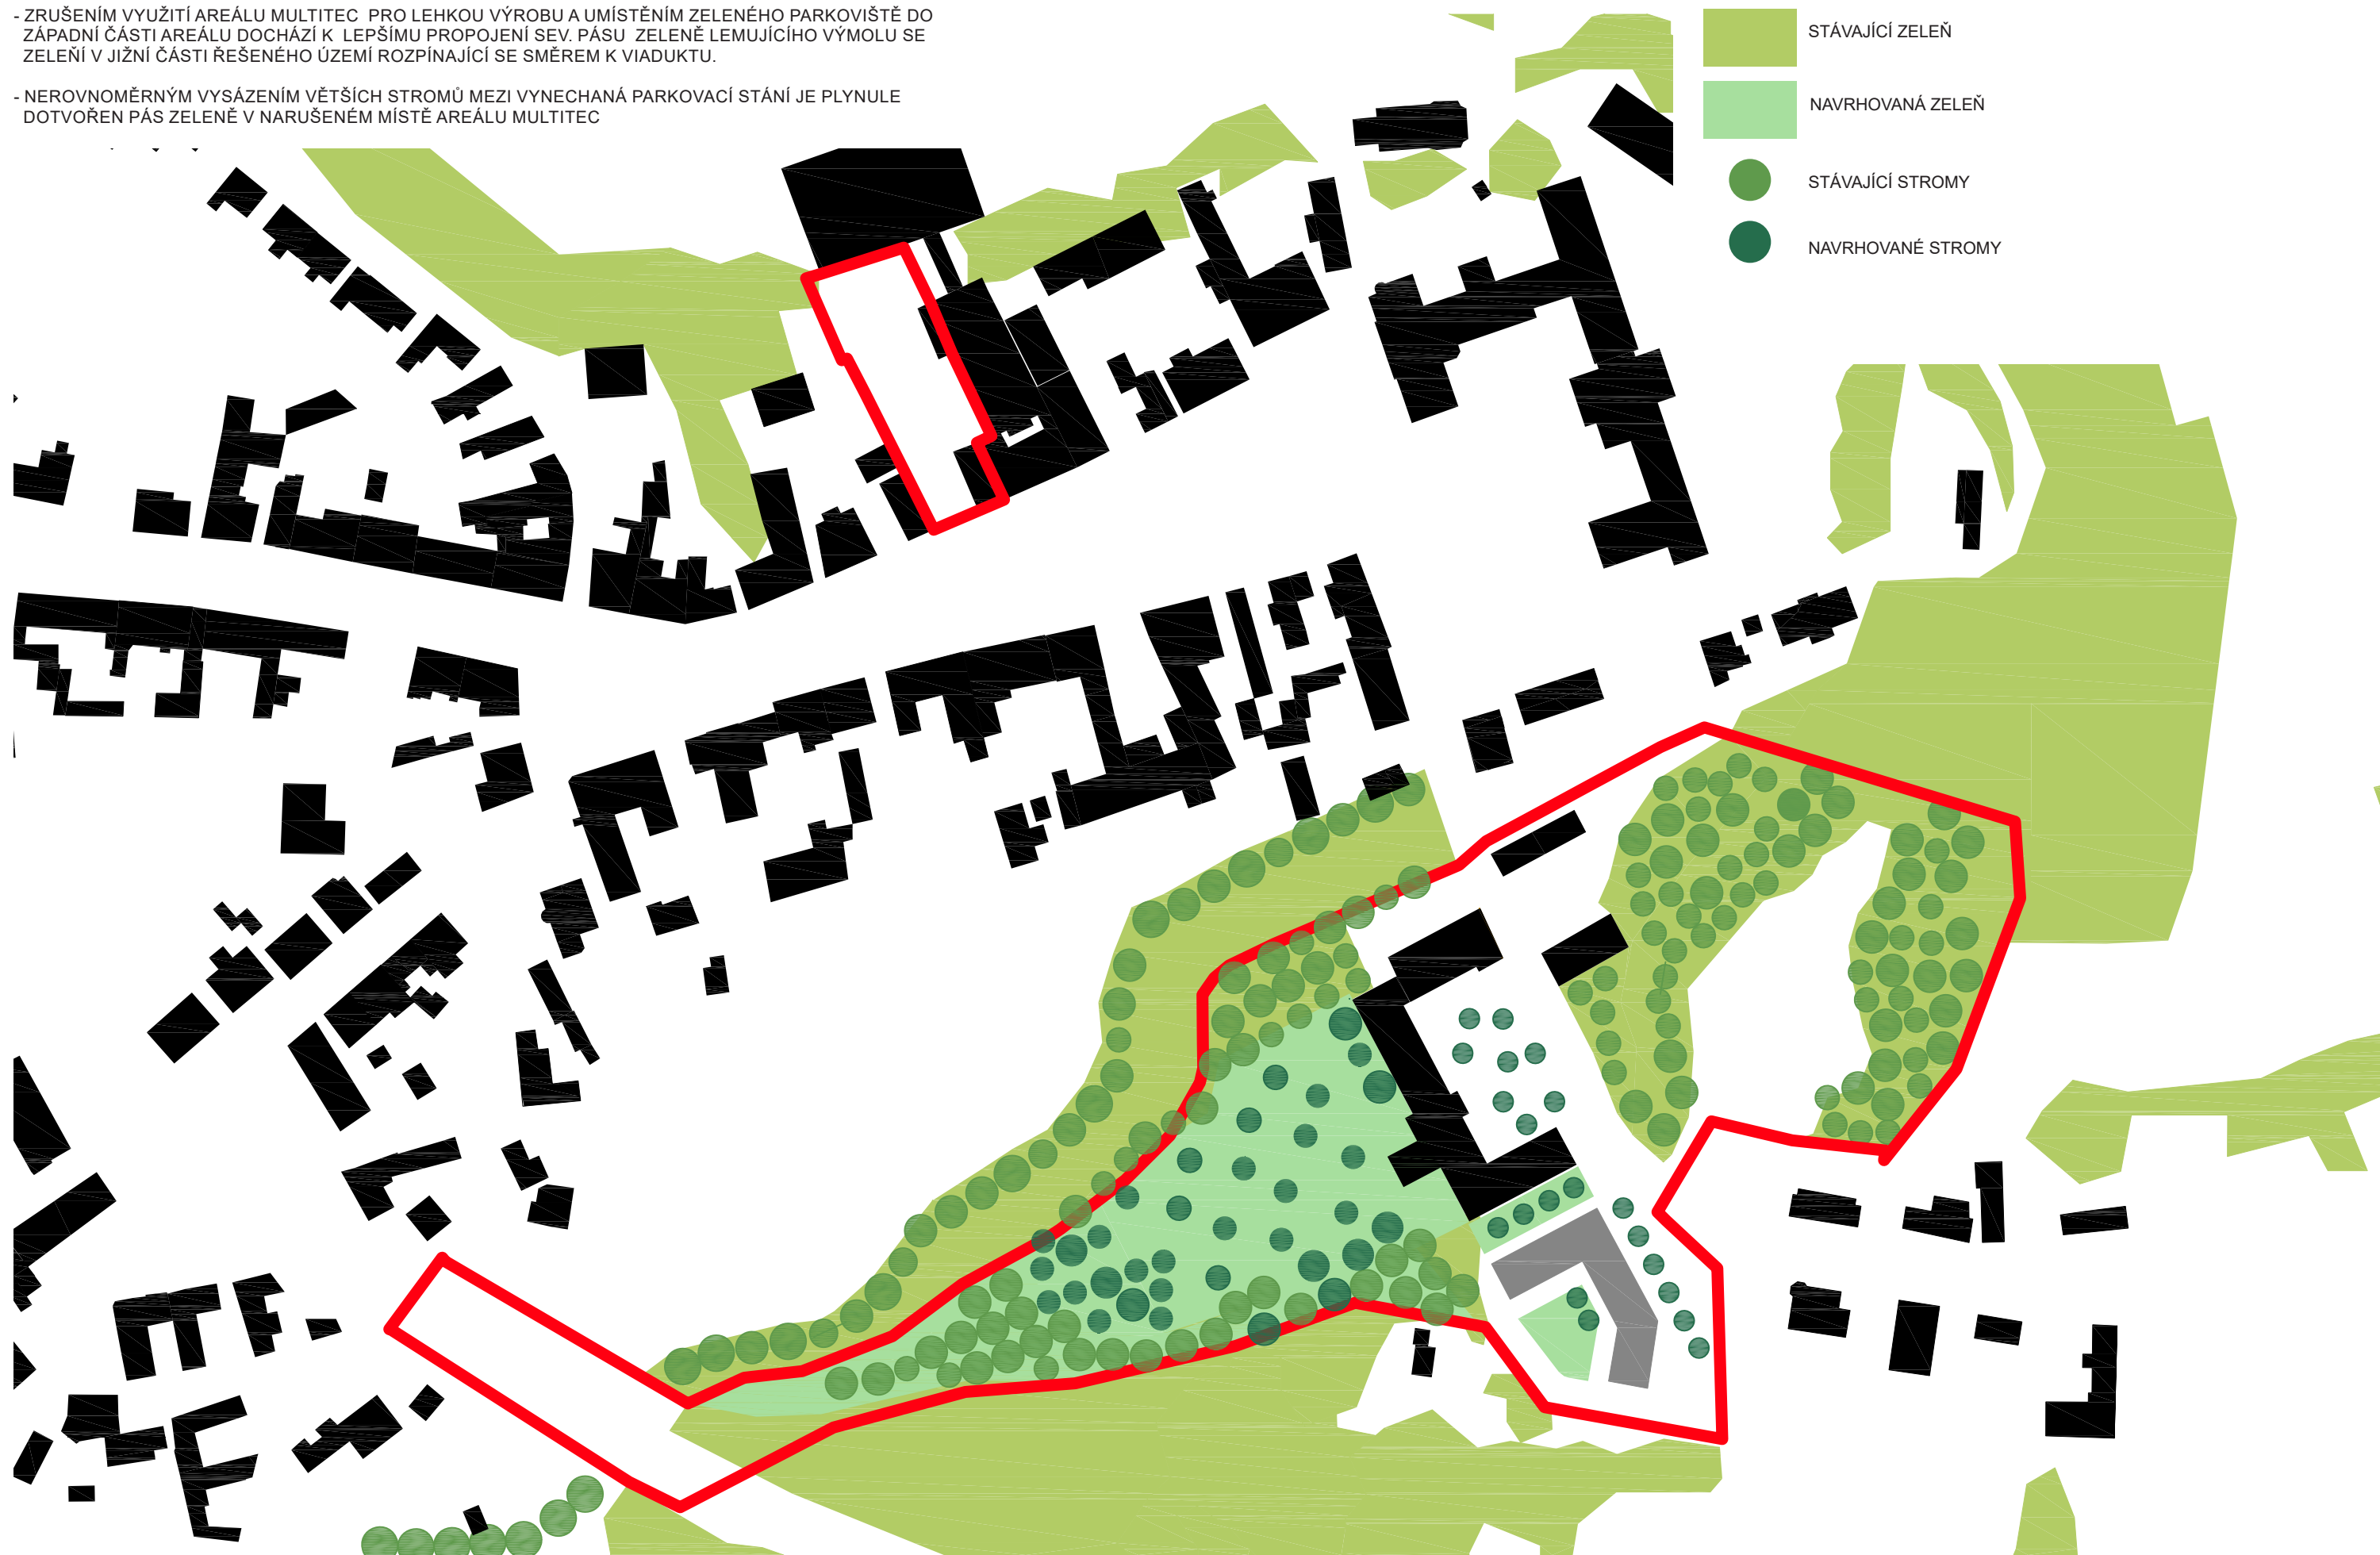 - ZRUŠENÍM VYUŽITÍ AREÁLU MULTITEC PRO LEHKOU VÝROBU A UMÍSTĚNÍM ZELENÉHO PARKOVIŠTĚ DO
ZÁPADNÍ ČÁSTI AREÁLU DOCHÁZÍ K LEPŠÍMU PROPOJENÍ SEV. PÁSU ZELENĚ LEMUJÍCÍHO VÝMOLU SE
ZELEŇÍ V JIŽNÍ ČÁSTI ŘEŠENÉHO ÚZEMÍ ROZPÍNAJÍCÍ SE SMĚREM K VIADUKTU.
- NEROVNOMĚRNÝM VYSÁZENÍM VĚTŠÍCH STROMŮ MEZI VYNECHANÁ PARKOVACÍ STÁNÍ JE PLYNULE
DOTVOŘEN PÁS ZELENĚ V NARUŠENÉM MÍSTĚ AREÁLU MULTITEC
STÁVAJÍCÍ ZELEŇ
NAVRHOVANÁ ZELEŇ
STÁVAJÍCÍ STROMY
NAVRHOVANÉ STROMY